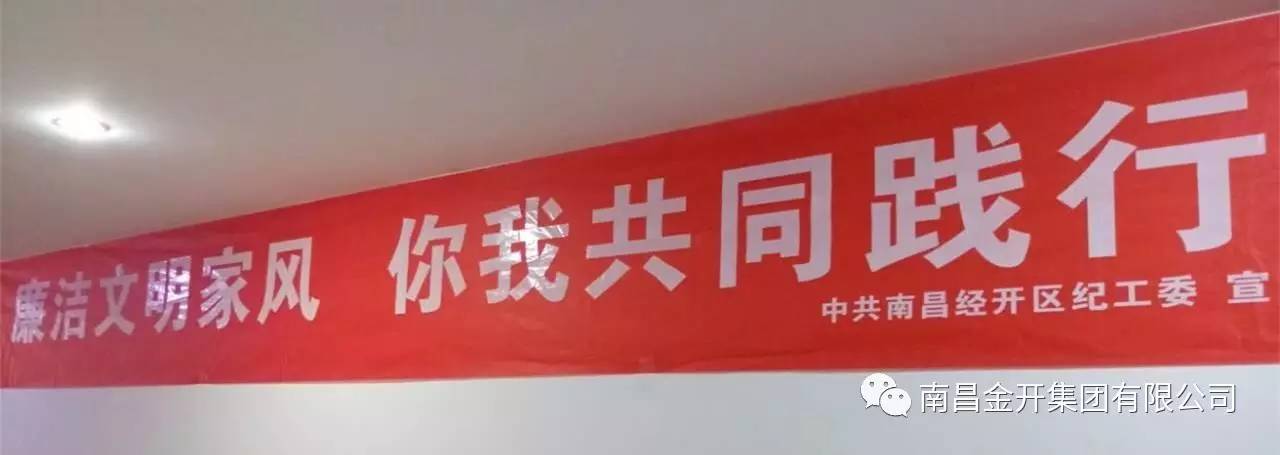 廉洁文明家风 你我共同践行
中共南昌经开区纪工委 宣
南昌金开集团有限公司